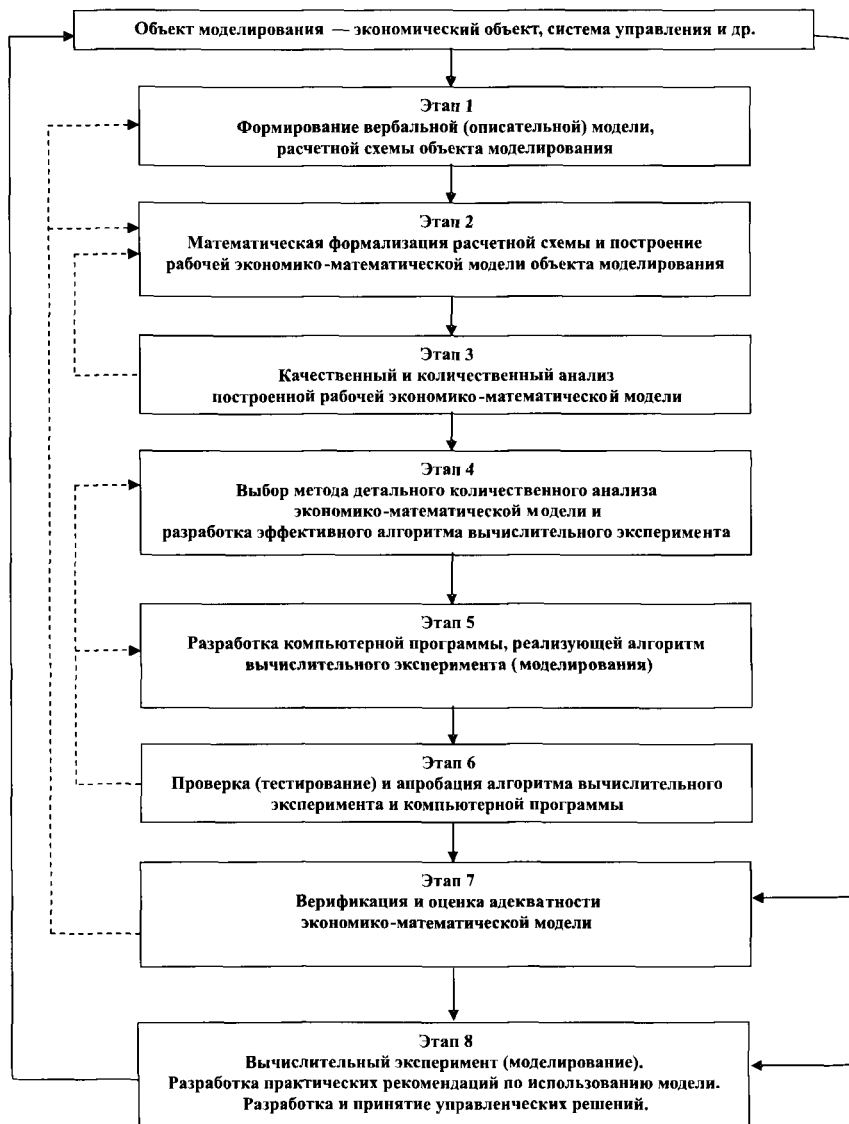 Объект моделирования — экономический объект, система управления и др.
Этап 1
Формирование вербальной (описательной) модели,
расчетной схемы объекта моделирования
Этап 2
Математическая формализация расчетной схемы и построение
рабочей экономико-математической модели объекта моделирования
Этап 3
Качественный и количественный анализ
построенной рабочей экономико-математической модели
Этап 4
Выбор метода детального количественного анализа
экономико-математической модели и
разработка эффективного алгоритма вычислительного эксперимента
Этап 5
Разработка компьютерной программы, реализующей алгоритм
вычислительного эксперимента (моделирования)
Этап 6
Проверка (тестирование) и апробация алгоритма вычислительного
эксперимента и компьютерной программы
Этап 7
Верификация и оценка адекватности
экономико-математической модели
Этап 8
Вычислительный эксперимент (моделирование).
Разработка практических рекомендаций по использованию модели.
Разработка и принятие управленческих решений.